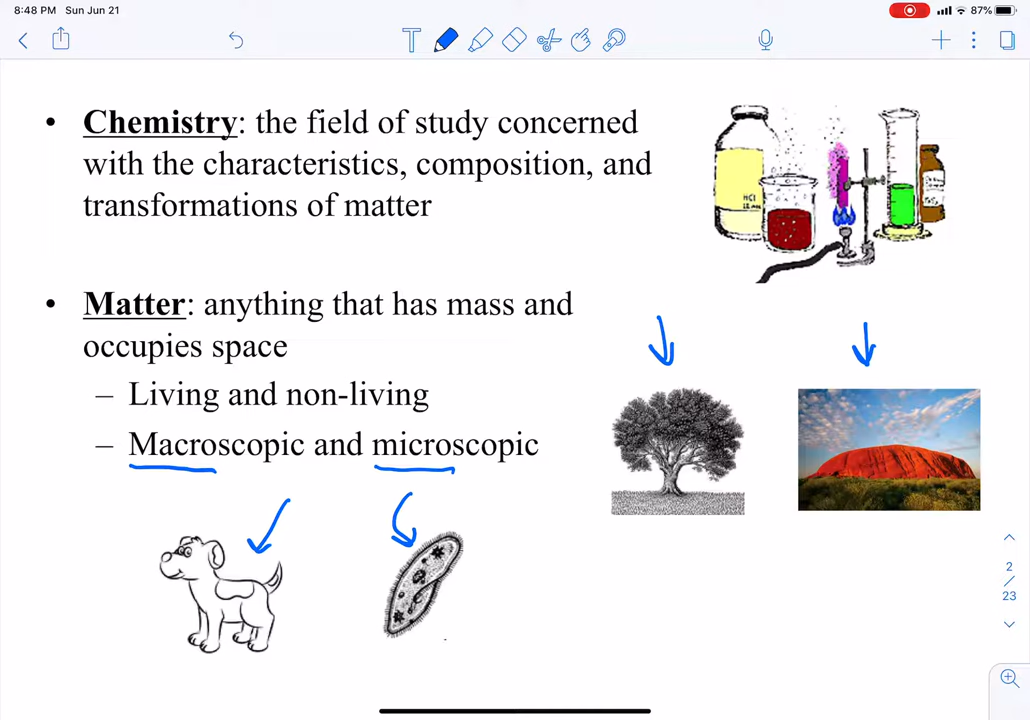 8:48 PM Sun Jun 21
87%
• Chemistry: the field of study concerned
with the characteristics, composition, and
transformations of matter
HCl
• Matter: anything that has mass and
occupies space
– Living and non-living
– Macroscopic and microscopic
2
/
23